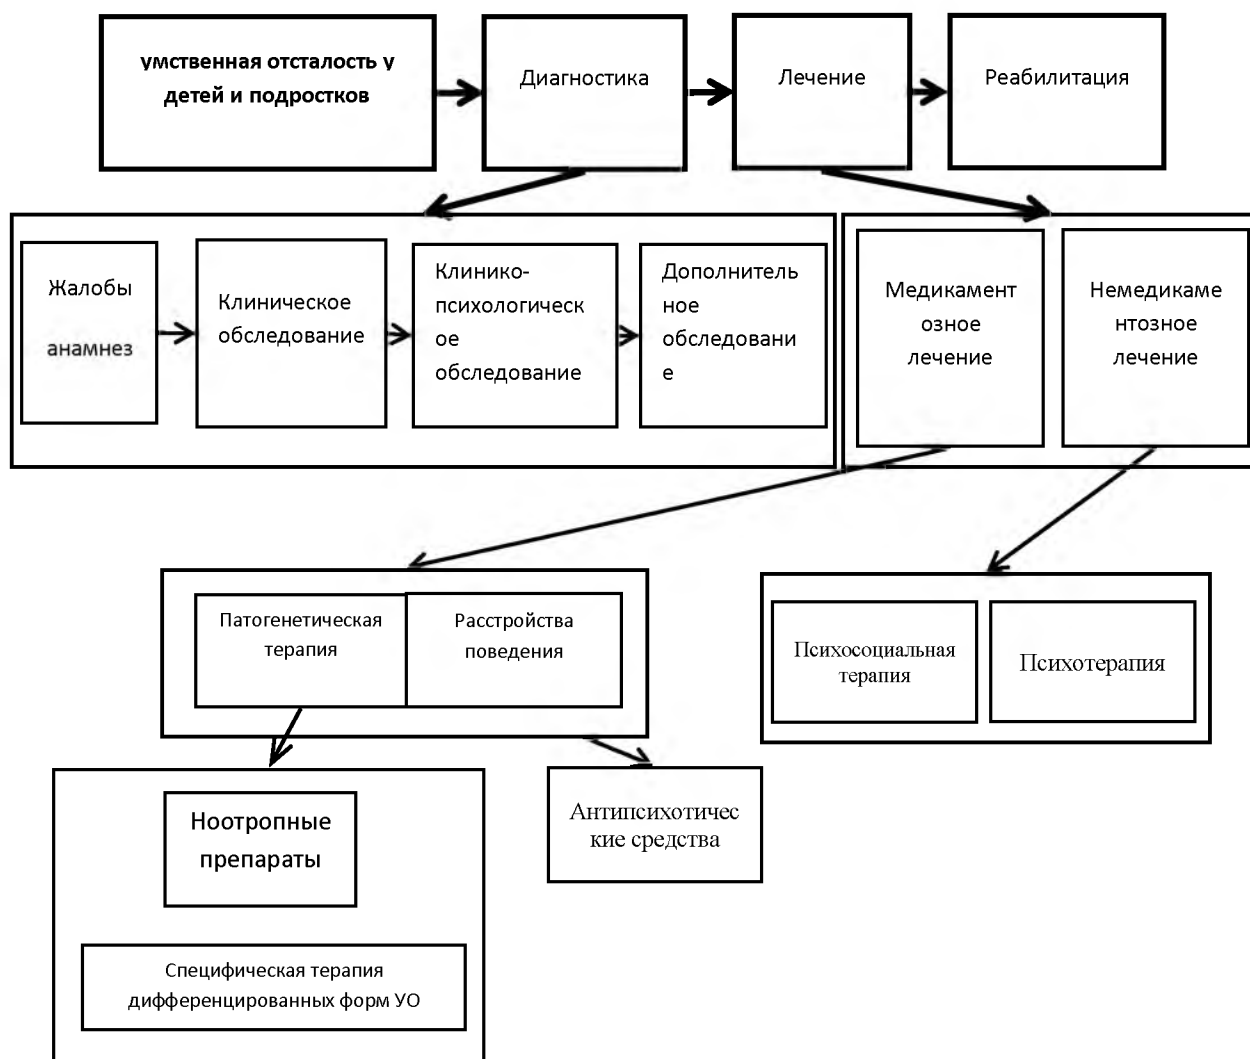 умственная отсталость у
детей и подростков
Диагностика
Лечение
Реабилитация
Жалобы
анамнез
Клиническое
обследование
Клинико-
психологическ
ое
обследование
Дополнитель
ное
обследовани
е
Медикамент
озное
лечение
Немедикаме
нтозное
лечение
Патогенетическая
терапия
Расстройства
поведения
Психосоциальная
терапия
Психотерапия
Ноотропные
препараты
Антипсихотичес
кие средства
Специфическая терапия
дифференцированных форм УО